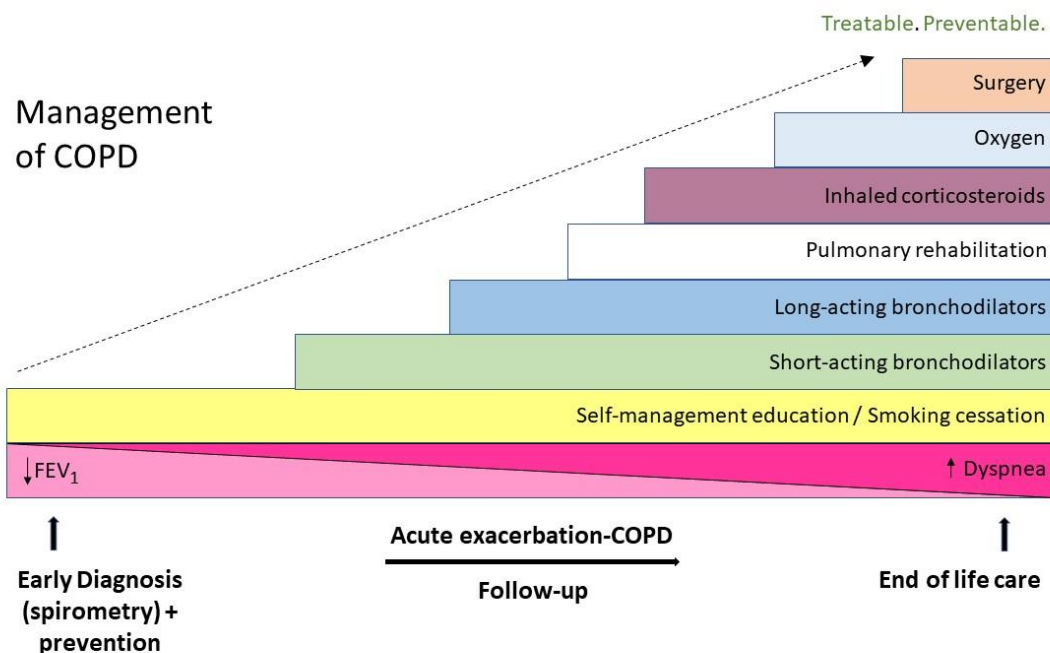 Treatable. Preventable.
Management
of COPD
Surgery
Oxygen
Inhaled corticosteroids
Pulmonary rehabilitation
Long-acting bronchodilators
Short-acting bronchodilators
Self-management education / Smoking cessation
↓FEV₁
↑ Dyspnea
Acute exacerbation-COPD
Follow-up
Early Diagnosis
(spirometry) +
prevention
End of life care